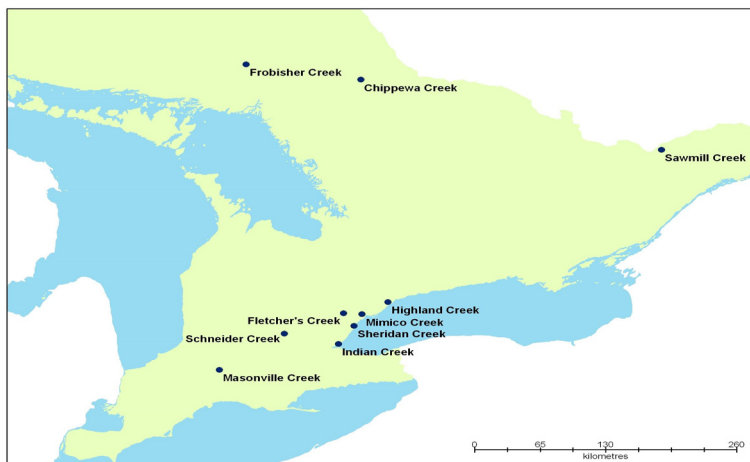 Frobisher Creek
Chippewa Creek
Sawmill Creek
Highland Creek
Fletcher's Creek
Mimico Creek
Sheridan Creek
Schneider Creek
Indian Creek
Masonville Creek
0 65 130 260
kilometres